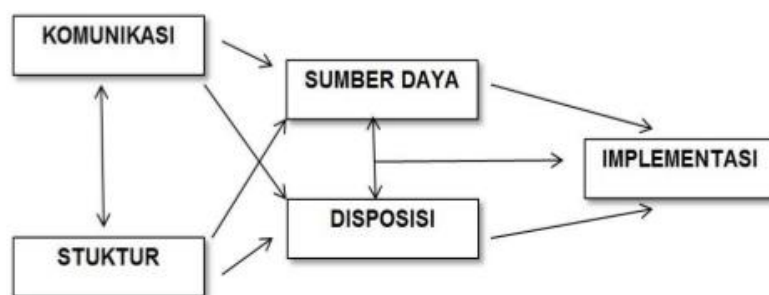 KOMUNIKASI
SUMBER DAYA
IMPLEMENTASI
DISPOSISI
STUKTUR